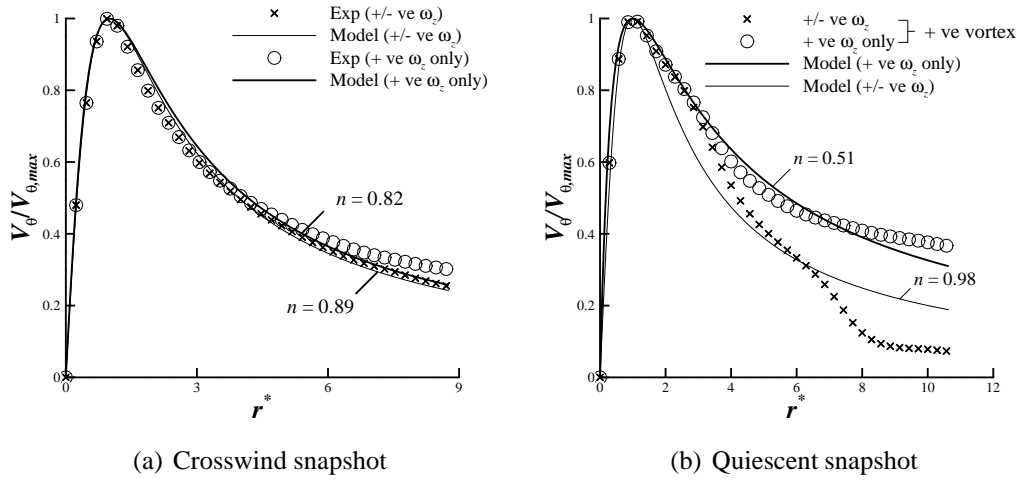 Exp (+/- ve ω_z)
Model (+/- ve ω_z)
Exp (+ ve ω_z only)
Model (+ ve ω_z only)
V_θ/V_θ,max
1
0.8
0.6
0.4
0.2
0
n = 0.82
n = 0.89
0 3 6 9
r*
(a) Crosswind snapshot
+/- ve ω_z
+ ve ω_z only
+ ve vortex
Model (+ ve ω_z only)
Model (+/- ve ω_z)
V_θ/V_θ,max
1
0.8
0.6
0.4
0.2
0
n = 0.51
n = 0.98
0 2 4 6 8 10 12
r*
(b) Quiescent snapshot